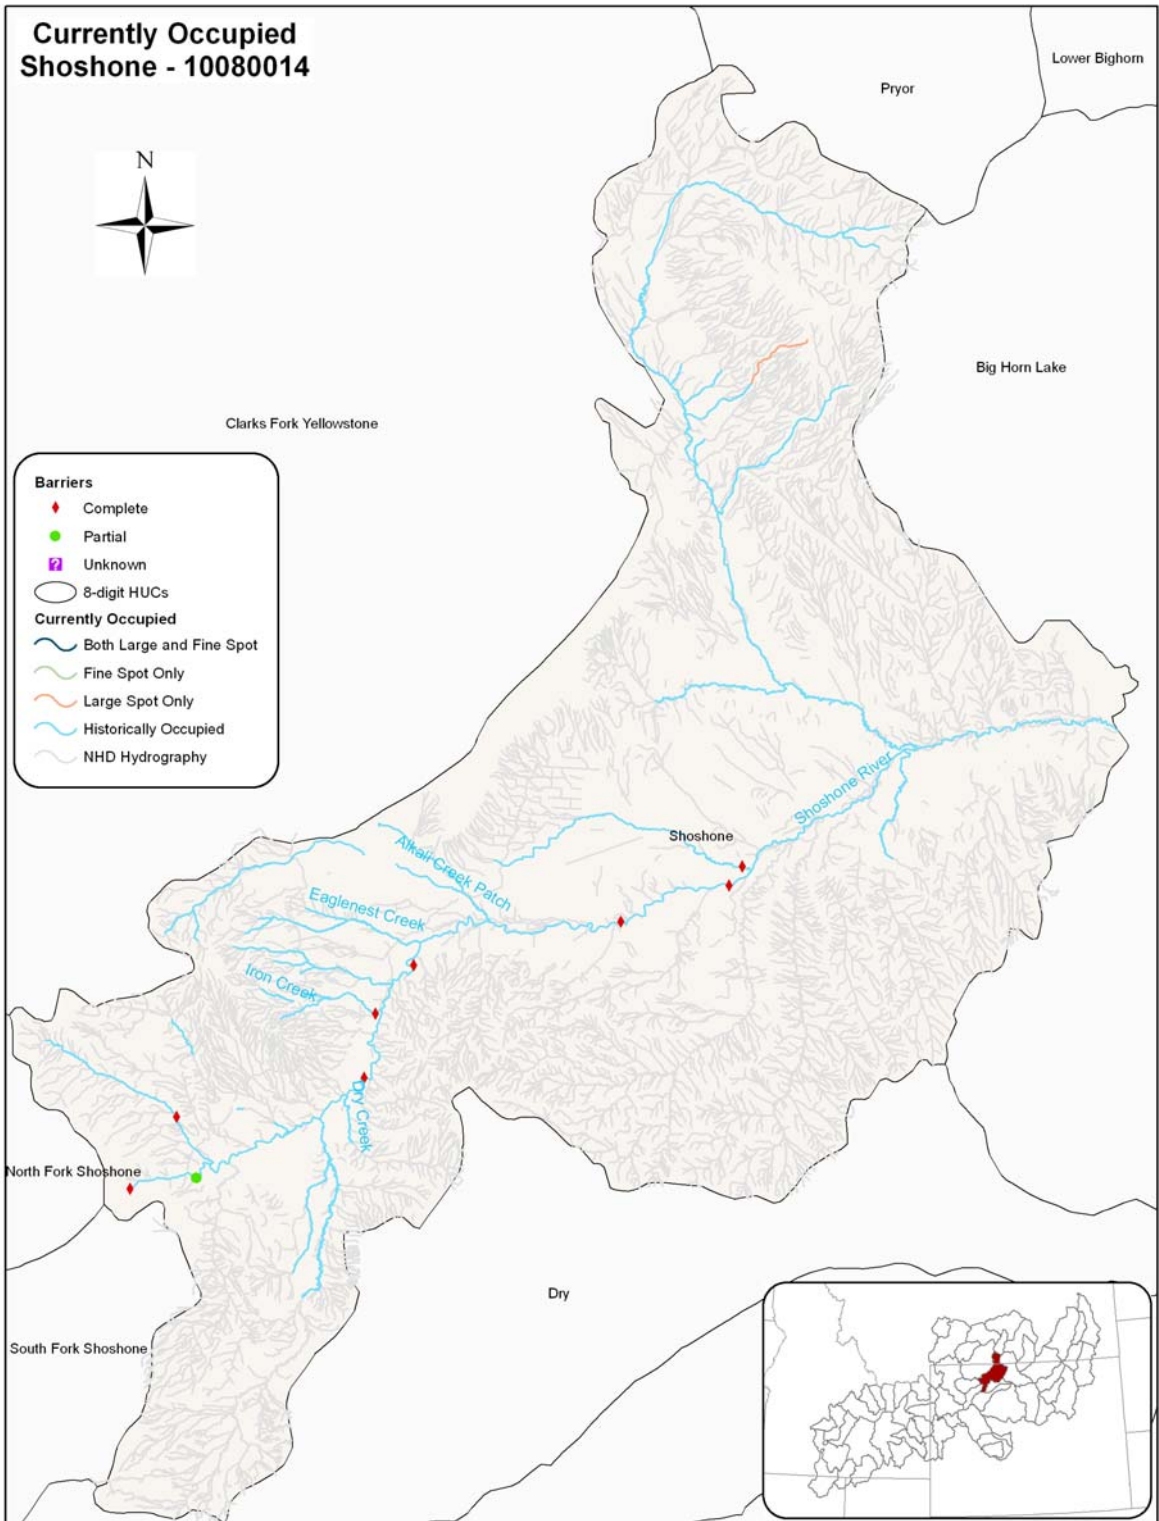 Currently Occupied
Shoshone - 10080014
Lower Bighorn
Pryor
N
Big Horn Lake
Clarks Fork Yellowstone
Barriers
Complete
Partial
?
Unknown
8-digit HUCs
Currently Occupied
Both Large and Fine Spot
Fine Spot Only
Large Spot Only
Historically Occupied
NHD Hydrography
Shoshone River
Shoshone
Alkali Creek Patch
Eaglenest Creek
Iron Creek
Dry Creek
North Fork Shoshone
Dry
South Fork Shoshone